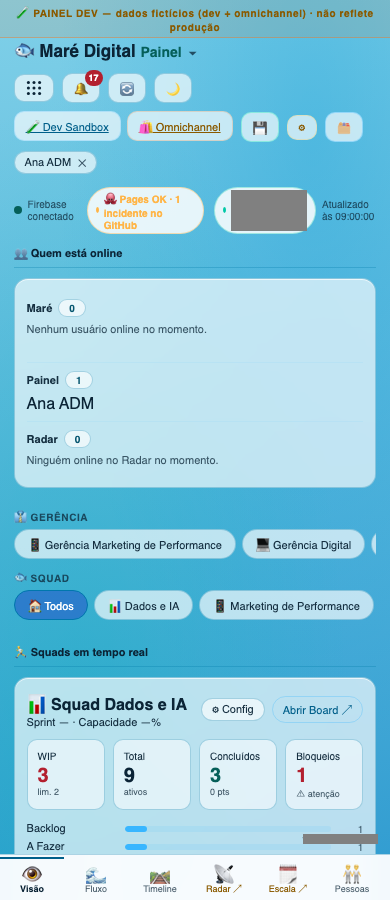 PAINEL DEV — dados fictícios (dev + omnichannel) · não reflete
produção
Maré Digital Painel
17
Dev Sandbox
Omnichannel
Ana ADM ×
Firebase
conectado
Pages OK · 1
incidente no
GitHub
Atualizado
às 09:00:00
Quem está online
Maré 0
Nenhum usuário online no momento.
Painel 1
Ana ADM
Radar 0
Ninguém online no Radar no momento.
GERÊNCIA
Gerência Marketing de Performance
Gerência Digital
SQUAD
Todos
Dados e IA
Marketing de Performance
Squads em tempo real
Squad Dados e IA
Sprint — · Capacidade —%
Config
Abrir Board ↗
WIP
3
lim. 2
Total
9
ativos
Concluídos
3
0 pts
Bloqueios
1
⚠ atenção
Backlog 1
A Fazer 1
Visão
Fluxo
Timeline
Radar ↗
Escala ↗
Pessoas